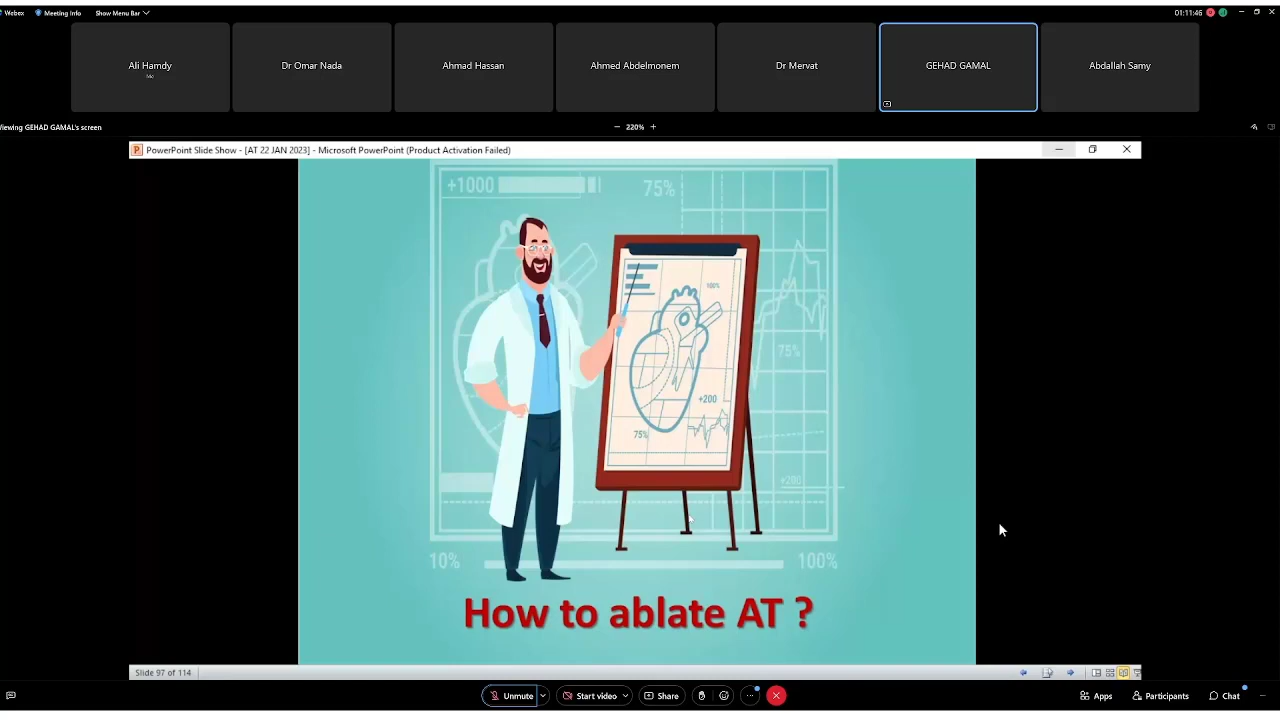 Webex
Meeting Info
Show Menu Bar
01:11:46
Ali Hamdy
Me
Dr Omar Nada
Ahmad Hassan
Ahmed Abdelmonem
Dr Mervat
GEHAD GAMAL
Abdallah Samy
iewing GEHAD GAMAL's screen
− 220% +
PowerPoint Slide Show - [AT 22 JAN 2023] - Microsoft PowerPoint (Product Activation Failed)
+1000
75%
100%
75%
+200
75%
+200
10%
100%
How to ablate AT ?
Slide 97 of 114
Unmute
Start video
Share
Apps
Participants
Chat